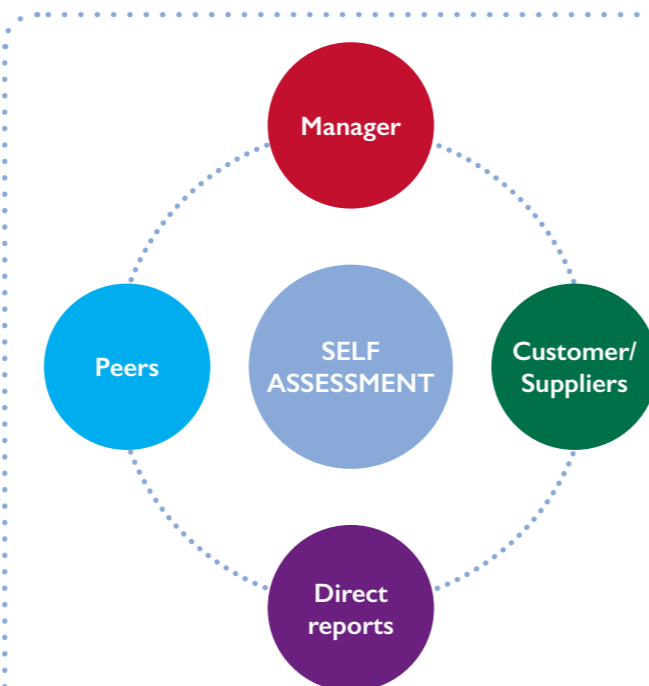 Manager
Peers
SELF
ASSESSMENT
Customer/
Suppliers
Direct
reports